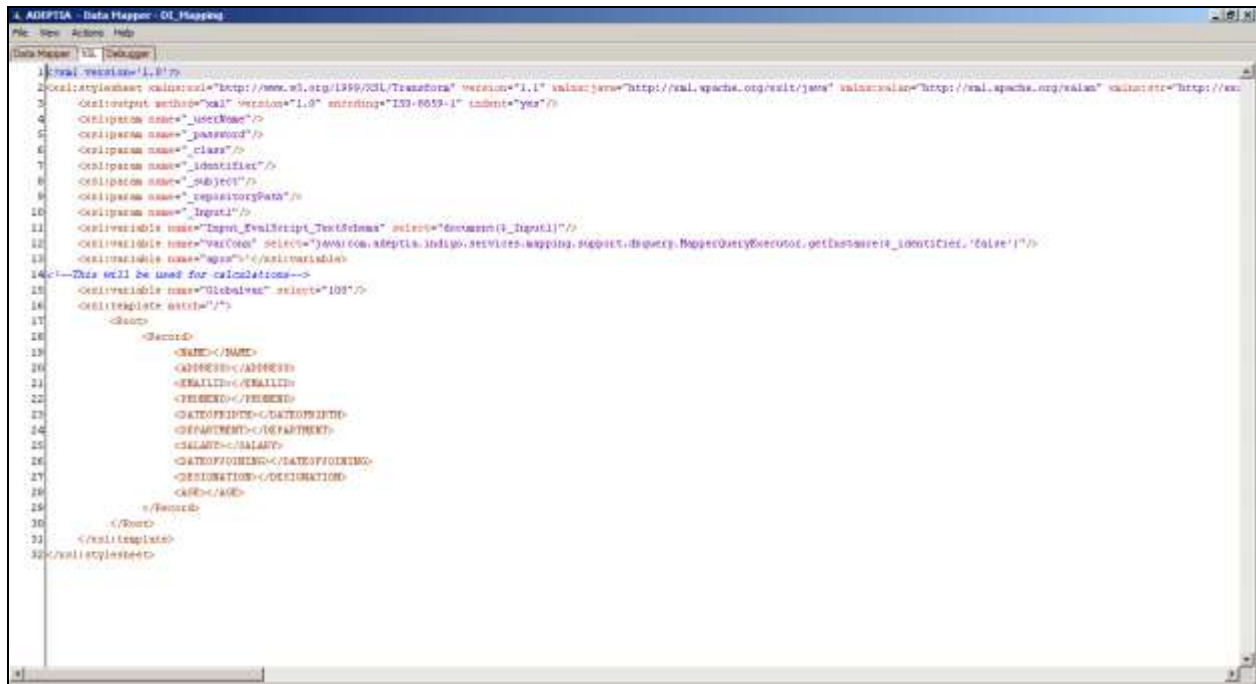 ADEPTIA - Data Mapper - DI_Mapping
File View Actions Help
Data Mapper XSL Debugger
1 <?xml version='1.0'?>
2 <xsl:stylesheet xmlns:xsl="http://www.w3.org/1999/XSL/Transform" version="1.1" xmlns:java="http://xml.apache.org/xslt/java" xmlns:xalan="http://xml.apache.org/xalan" xmlns:str="http://ex
3 <xsl:output method="xml" version="1.0" encoding="ISO-8859-1" indent="yes"/>
4 <xsl:param name="_userName"/>
5 <xsl:param name="_password"/>
6 <xsl:param name="_class"/>
7 <xsl:param name="_identifier"/>
8 <xsl:param name="_subject"/>
9 <xsl:param name="_repositoryPath"/>
10 <xsl:param name="_Input1"/>
11 <xsl:variable name="Input_EvalScript_TextSchema" select="document($_Input1)"/>
12 <xsl:variable name="varConn" select="java:com.adeptia.indigo.services.mapping.support.dbquery.MapperQueryExecutor.getInstance($_identifier,'false')"/>
13 <xsl:variable name="apos">'</xsl:variable>
14 <!--This will be used for calculations-->
15 <xsl:variable name="Globalvar" select="100"/>
16 <xsl:template match="/">
17 <Root>
18 <Record>
19 <NAME></NAME>
20 <ADDRESS></ADDRESS>
21 <EMAILID></EMAILID>
22 <PHONENO></PHONENO>
23 <DATEOFBIRTH></DATEOFBIRTH>
24 <DEPARTMENT></DEPARTMENT>
25 <SALARY></SALARY>
26 <DATEOFJOINING></DATEOFJOINING>
27 <DESIGNATION></DESIGNATION>
28 <AGE></AGE>
29 </Record>
30 </Root>
31 </xsl:template>
32 </xsl:stylesheet>